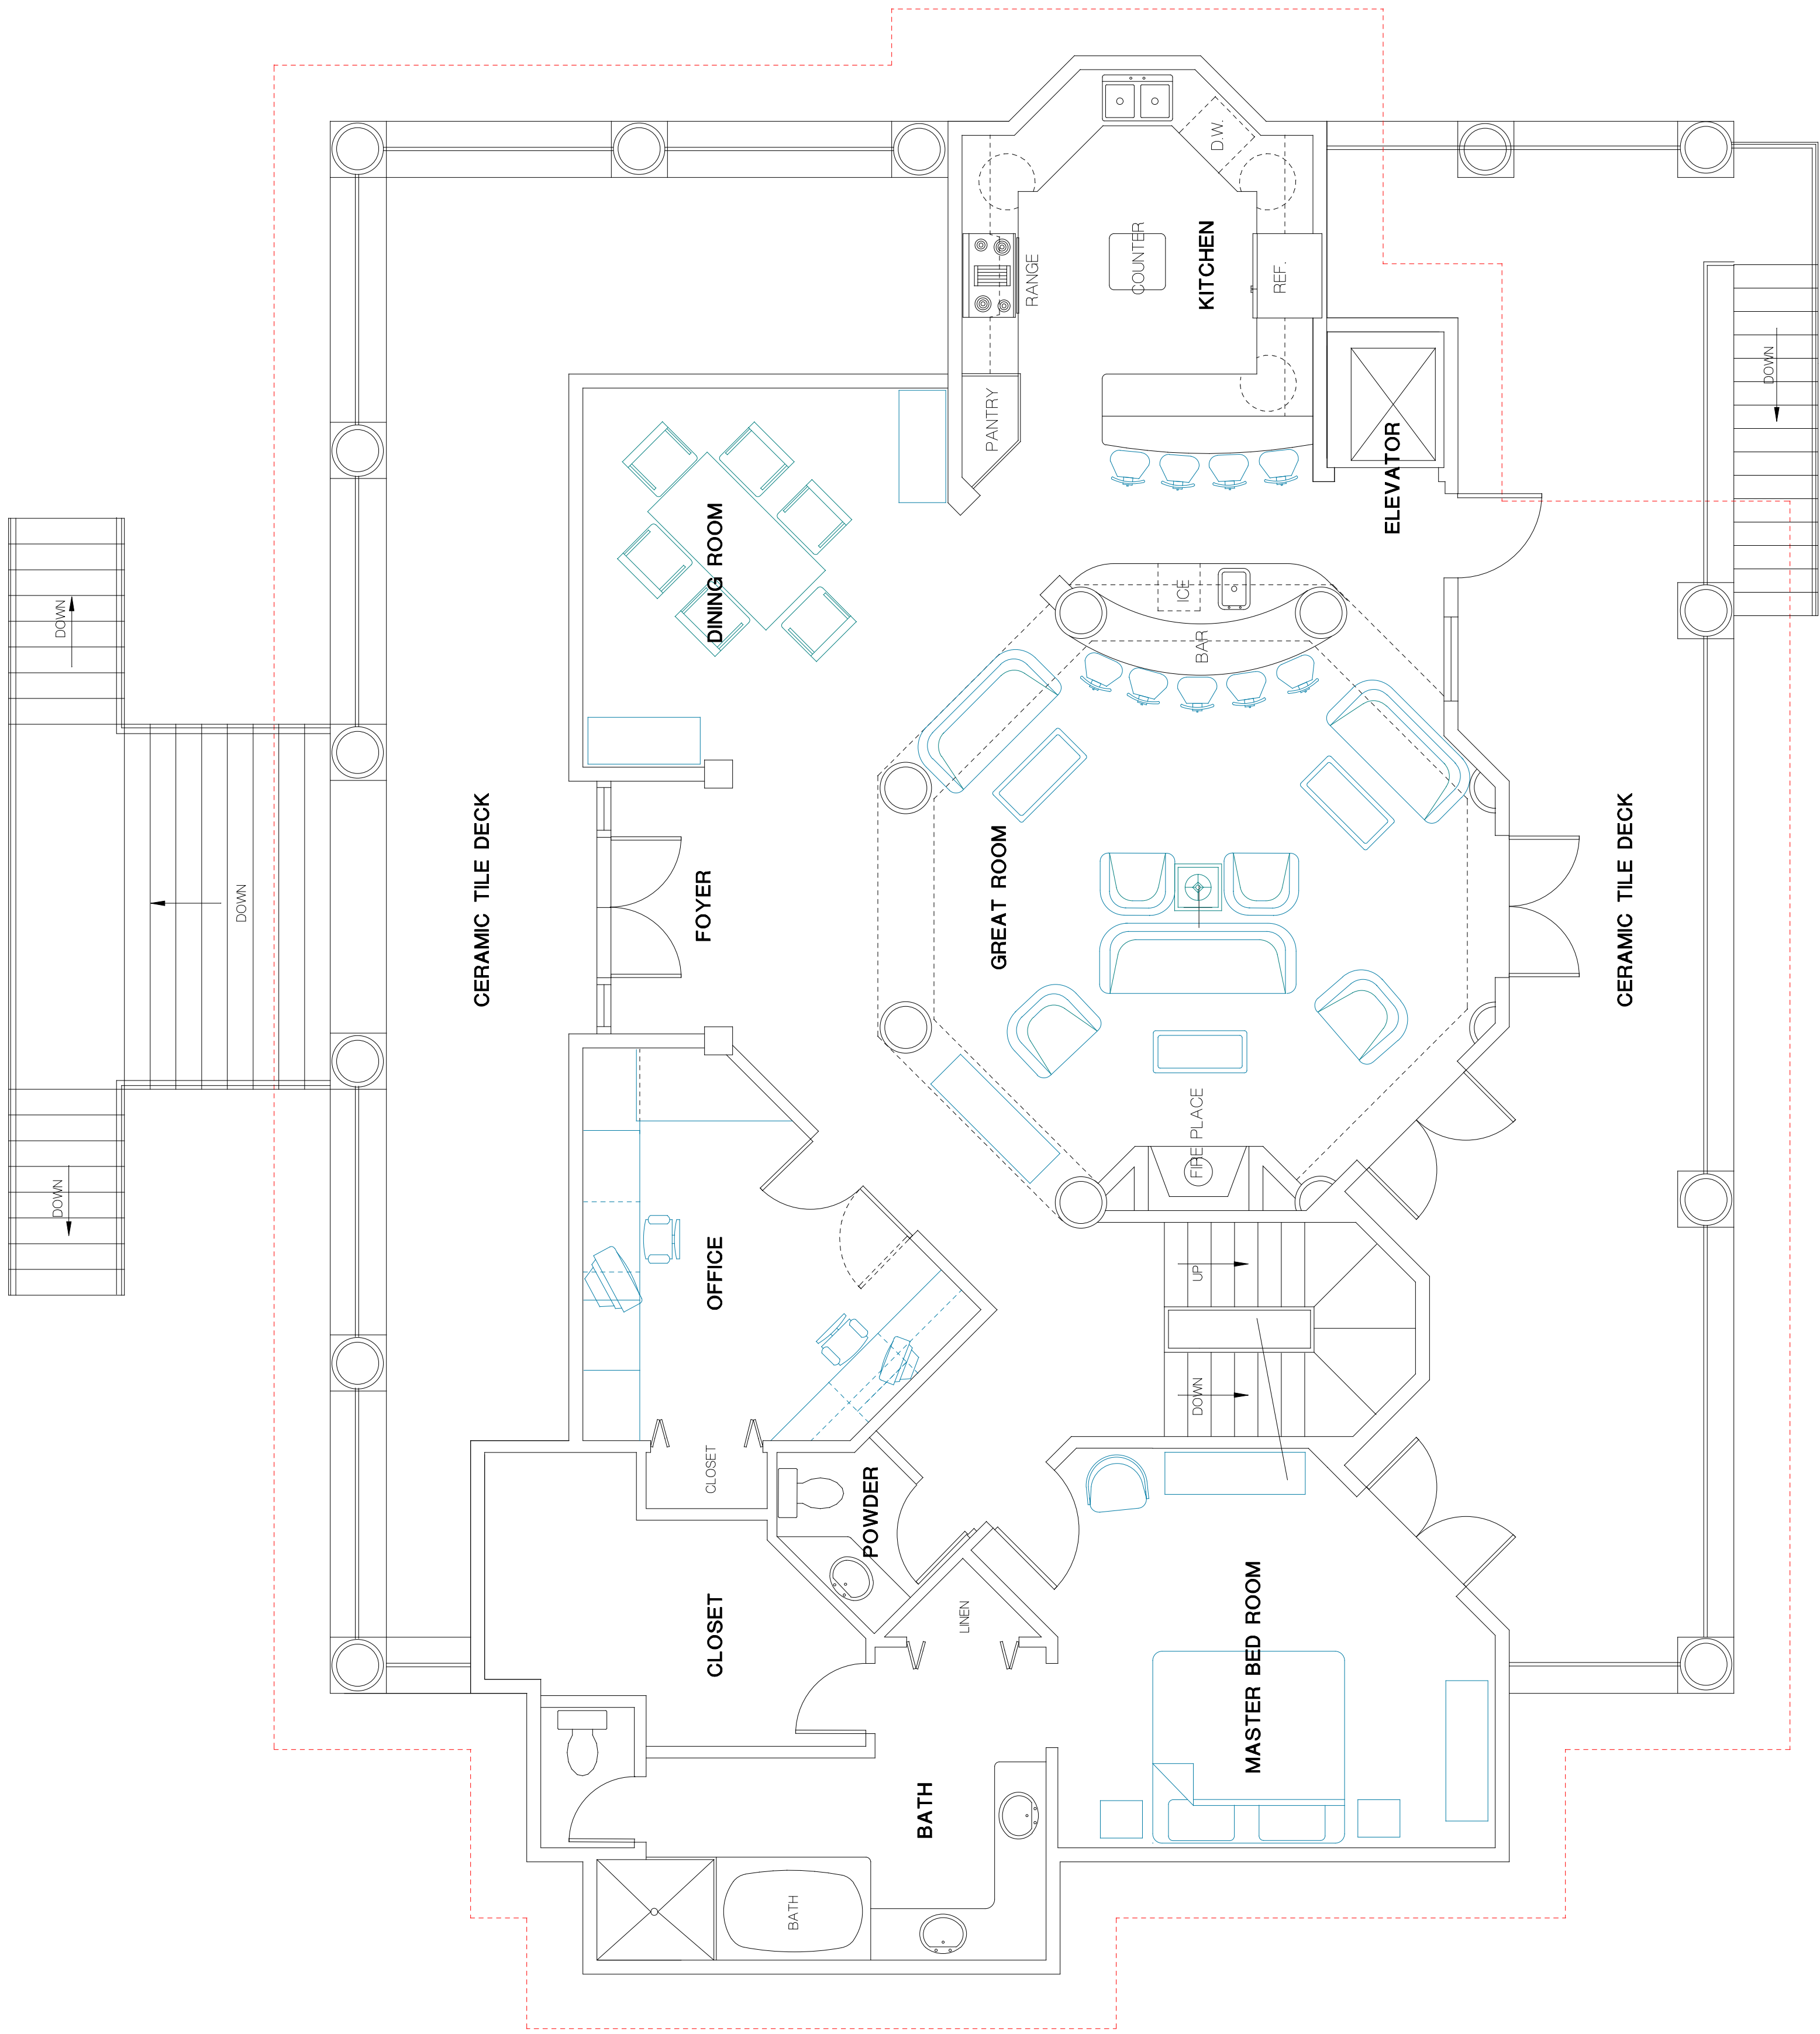 D.W.
COUNTER
KITCHEN
RANGE
REF.
PANTRY
DOWN
ELEVATOR
DINING ROOM
ICE
BAR
DOWN
CERAMIC TILE DECK
DOWN
FOYER
GREAT ROOM
CERAMIC TILE DECK
FIRE PLACE
DOWN
OFFICE
UP
DOWN
CLOSET
POWDER
CLOSET
LINEN
MASTER BED ROOM
BATH
BATH